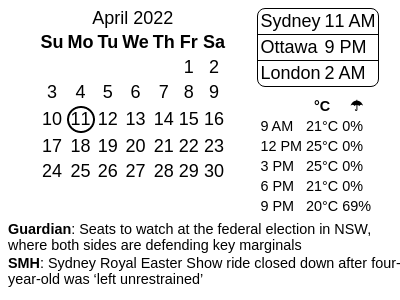 April 2022
Su Mo Tu We Th Fr Sa
1 2
3 4 5 6 7 8 9
10 11 12 13 14 15 16
17 18 19 20 21 22 23
24 25 26 27 28 29 30
Sydney 11 AM
Ottawa 9 PM
London 2 AM
°C ☂
9 AM 21°C 0%
12 PM 25°C 0%
3 PM 25°C 0%
6 PM 21°C 0%
9 PM 20°C 69%
Guardian: Seats to watch at the federal election in NSW,
where both sides are defending key marginals
SMH: Sydney Royal Easter Show ride closed down after four-
year-old was ‘left unrestrained’